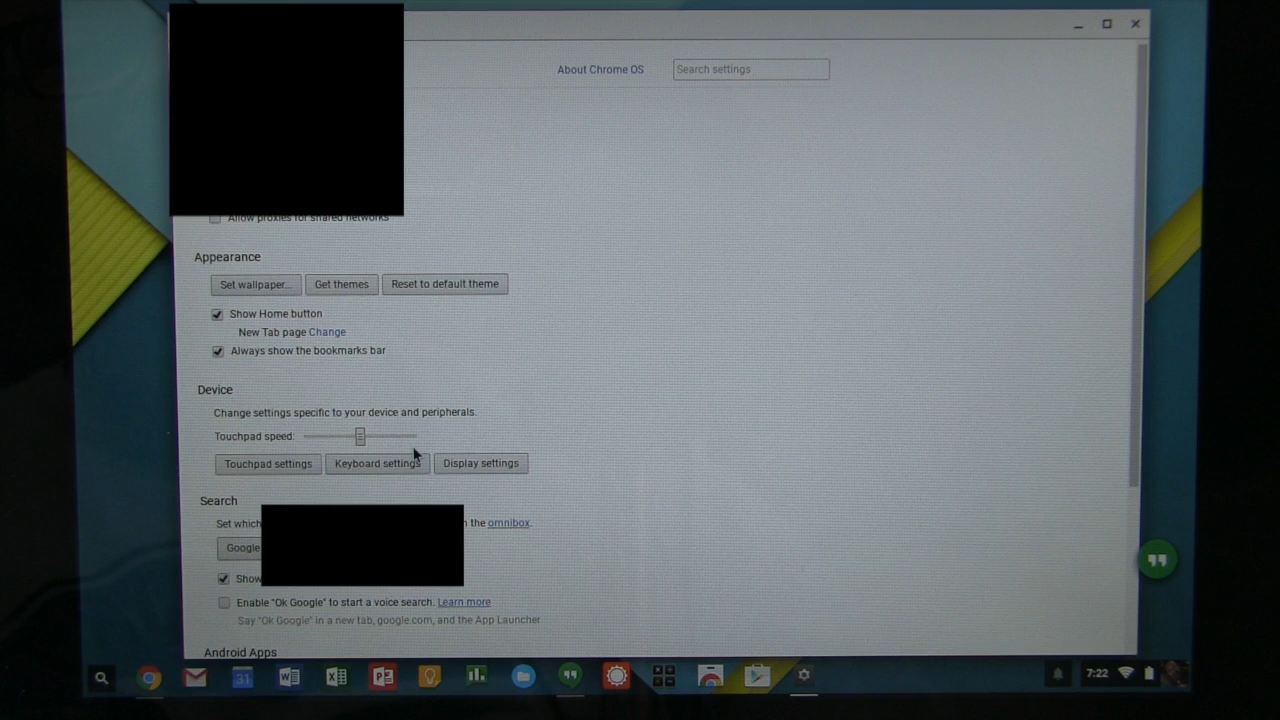 About Chrome OS Search settings
Allow proxies for shared networks
Appearance
Set wallpaper... Get themes Reset to default theme
Show Home button
New Tab page Change
Always show the bookmarks bar
Device
Change settings specific to your device and peripherals.
Touchpad speed:
Touchpad settings Keyboard settings Display settings
Search
Set which the omnibox.
Google
Show
Enable "Ok Google" to start a voice search. Learn more
Say "Ok Google" in a new tab, google.com, and the App Launcher
Android Apps
31 7:22